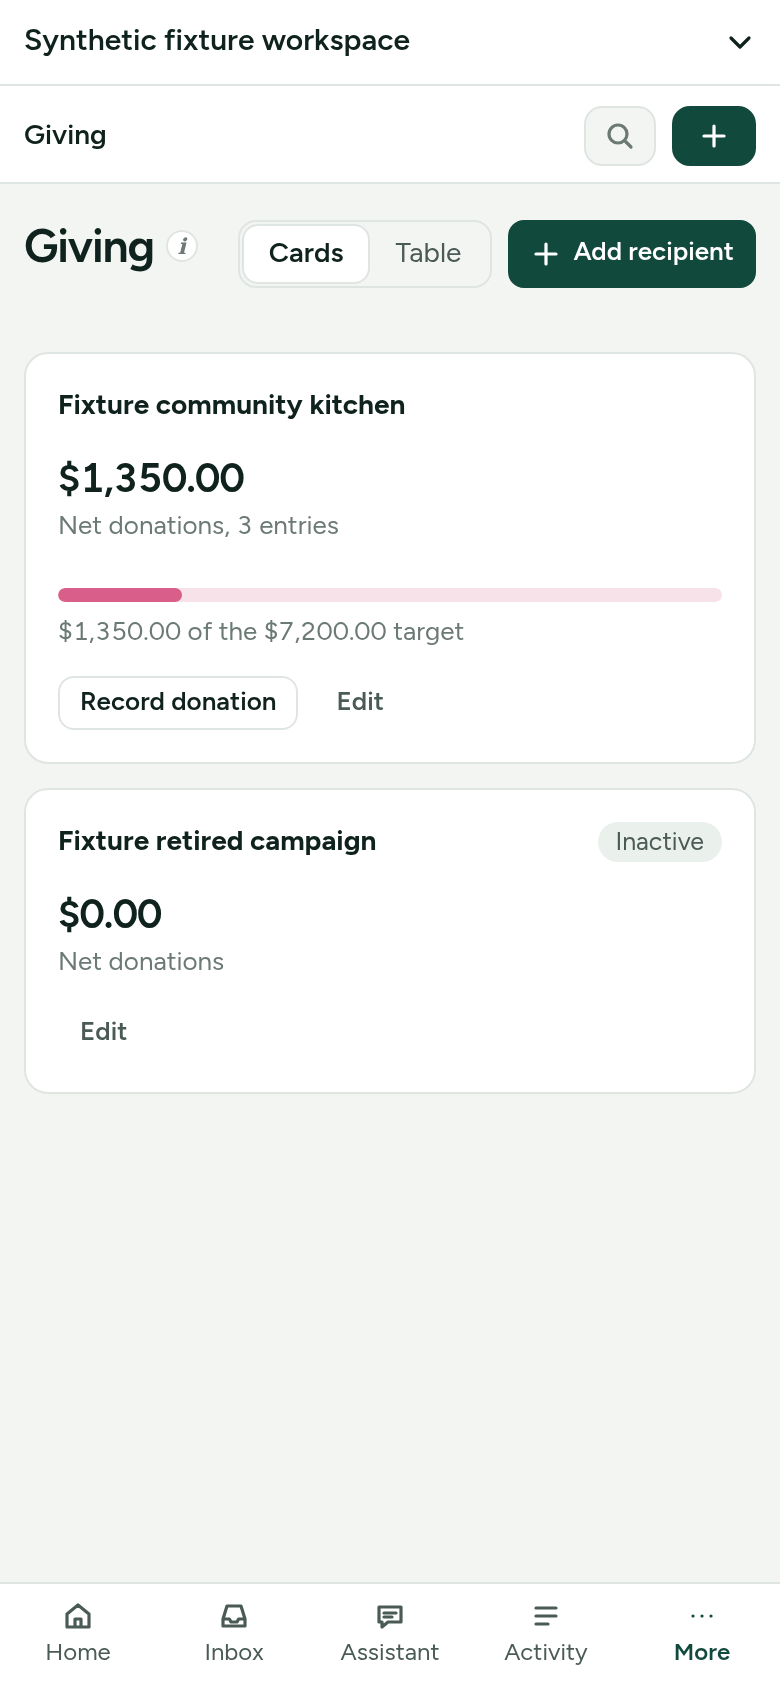 Synthetic fixture workspace
Giving
Giving i Cards Table Add recipient
Fixture community kitchen
$1,350.00
Net donations, 3 entries
$1,350.00 of the $7,200.00 target
Record donation Edit
Fixture retired campaign Inactive
$0.00
Net donations
Edit
Home Inbox Assistant Activity More